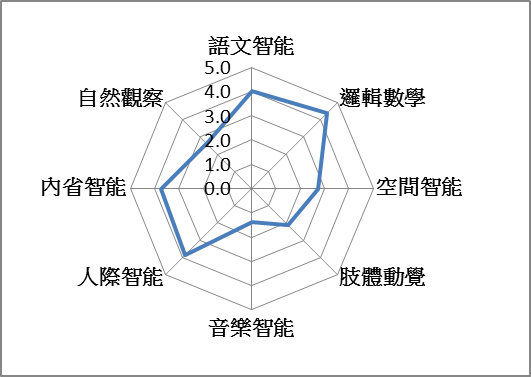 語文智能
5.0
4.0
3.0
2.0
1.0
0.0
邏輯數學
空間智能
肢體動覺
音樂智能
人際智能
內省智能
自然觀察